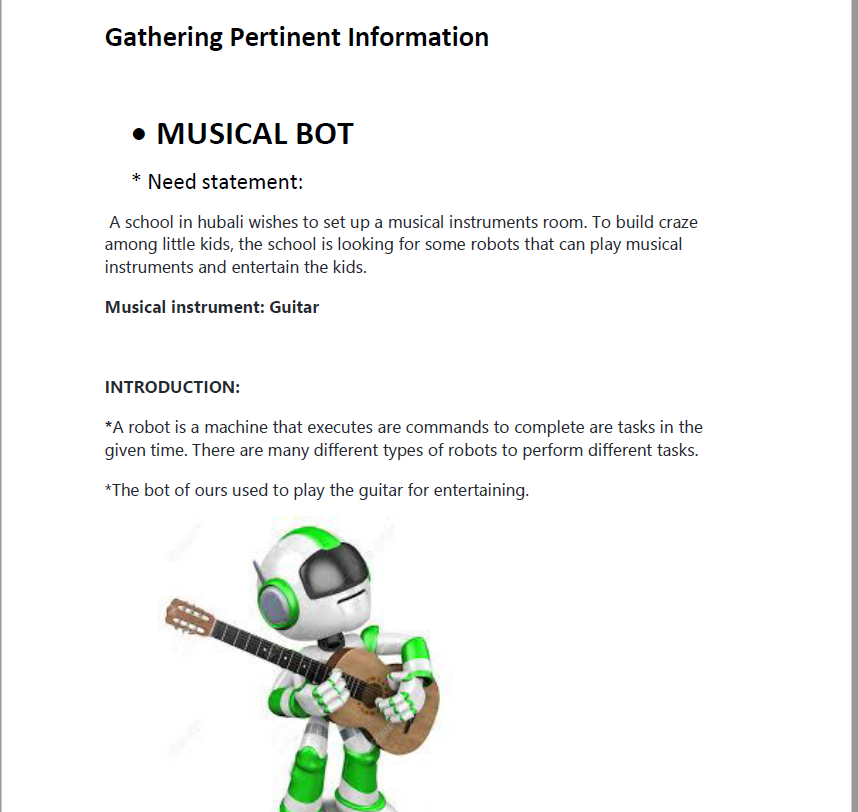 Gathering Pertinent Information
• MUSICAL BOT
* Need statement:
A school in hubali wishes to set up a musical instruments room. To build craze
among little kids, the school is looking for some robots that can play musical
instruments and entertain the kids.
Musical instrument: Guitar
INTRODUCTION:
*A robot is a machine that executes are commands to complete are tasks in the
given time. There are many different types of robots to perform different tasks.
*The bot of ours used to play the guitar for entertaining.